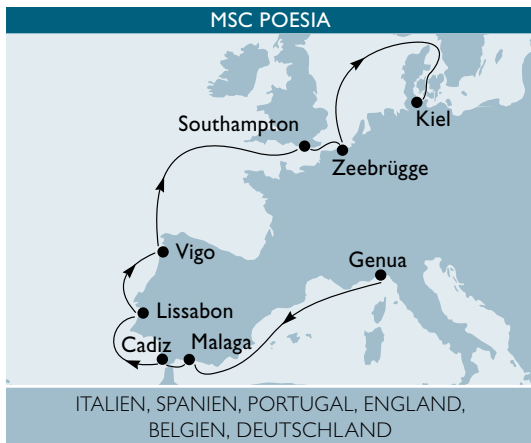 MSC POESIA
Kiel
Southampton
Zeebrügge
Vigo
Genua
Lissabon
Cadiz
Malaga
ITALIEN, SPANIEN, PORTUGAL, ENGLAND,
BELGIEN, DEUTSCHLAND